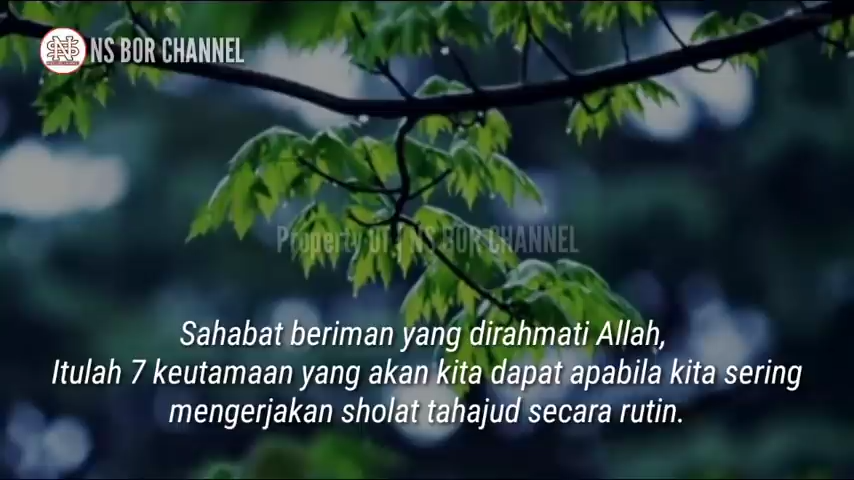 NS BOR CHANNEL
Property Of NS BOR CHANNEL
Sahabat beriman yang dirahmati Allah,
Itulah 7 keutamaan yang akan kita dapat apabila kita sering
mengerjakan sholat tahajud secara rutin.